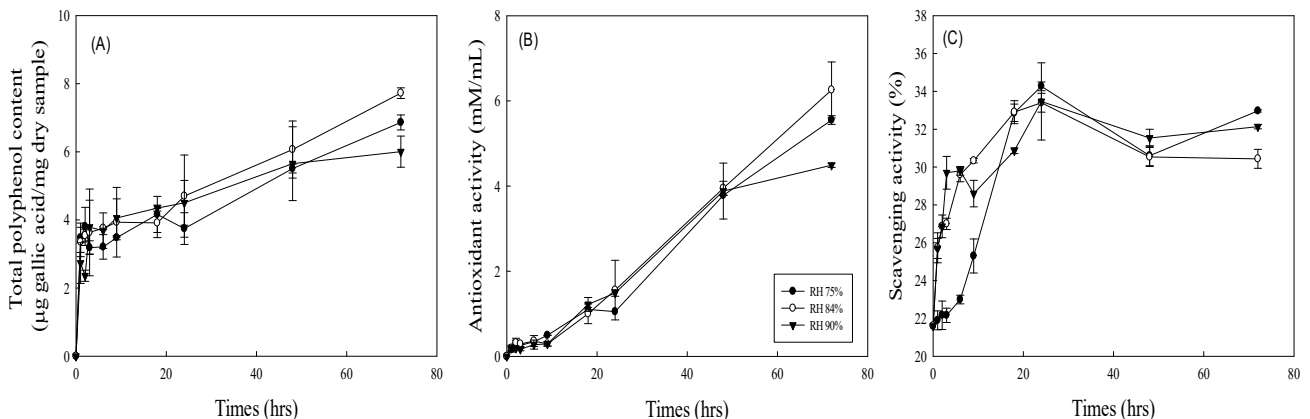 (A)
Total polyphenol content
(µg gallic acid/mg dry sample)
10
8
6
4
2
0
0 20 40 60 80
Times (hrs)
(B)
Antioxidant activity (mM/mL)
8
6
4
2
0
0 20 40 60 80
Times (hrs)
RH 75%
RH 84%
RH 90%
(C)
Scavenging activity (%)
38
36
34
32
30
28
26
24
22
20
0 20 40 60 80
Times (hrs)